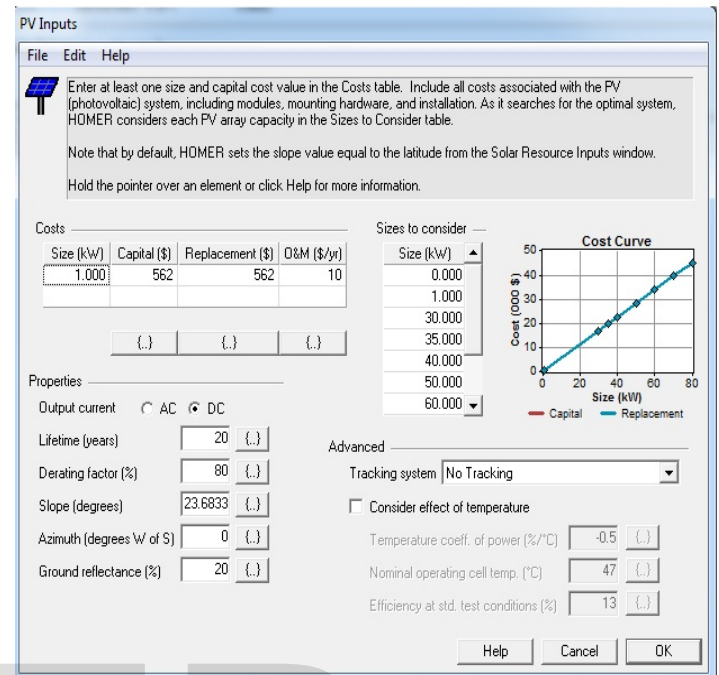 PV Inputs
File Edit Help
Enter at least one size and capital cost value in the Costs table. Include all costs associated with the PV
(photovoltaic) system, including modules, mounting hardware, and installation. As it searches for the optimal system,
HOMER considers each PV array capacity in the Sizes to Consider table.
Note that by default, HOMER sets the slope value equal to the latitude from the Solar Resource Inputs window.
Hold the pointer over an element or click Help for more information.
Costs
Size (kW) Capital ($) Replacement ($) O&M ($/yr)
1.000 562 562 10
{..} {..} {..}
Sizes to consider
Size (kW)
0.000
1.000
30.000
35.000
40.000
50.000
60.000
Cost Curve
Cost (000 $)
50
40
30
20
10
0
0 20 40 60 80
Size (kW)
Capital Replacement
Properties
Output current AC DC
Lifetime (years) 20 {..}
Derating factor (%) 80 {..}
Slope (degrees) 23.6833 {..}
Azimuth (degrees W of S) 0 {..}
Ground reflectance (%) 20 {..}
Advanced
Tracking system No Tracking
Consider effect of temperature
Temperature coeff. of power (%/°C) -0.5 {..}
Nominal operating cell temp. (°C) 47 {..}
Efficiency at std. test conditions (%) 13 {..}
Help Cancel OK